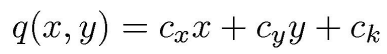 q(x, y) = c_x x + c_y y + c_k